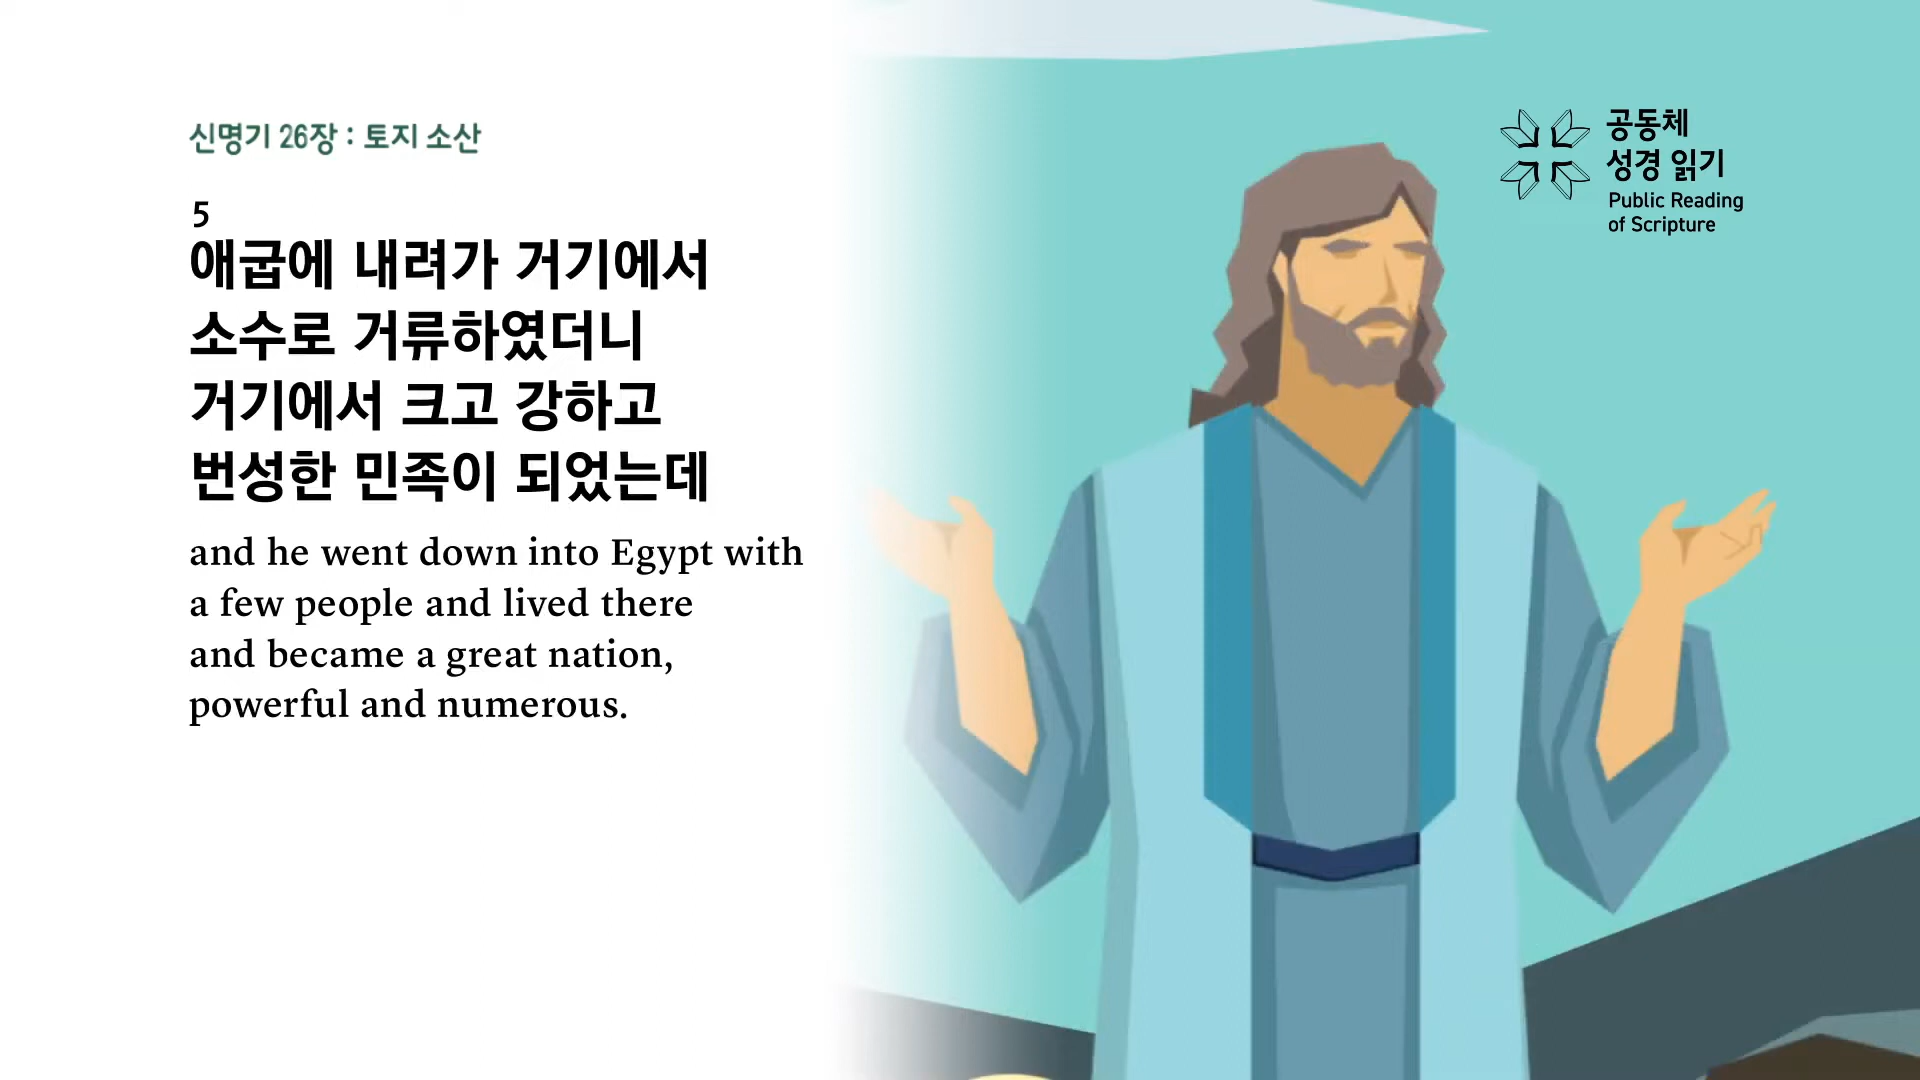 신명기 26장 : 토지 소산
5
애굽에 내려가 거기에서
소수로 거류하였더니
거기에서 크고 강하고
번성한 민족이 되었는데
and he went down into Egypt with
a few people and lived there
and became a great nation,
powerful and numerous.
공동체
성경 읽기
Public Reading
of Scripture